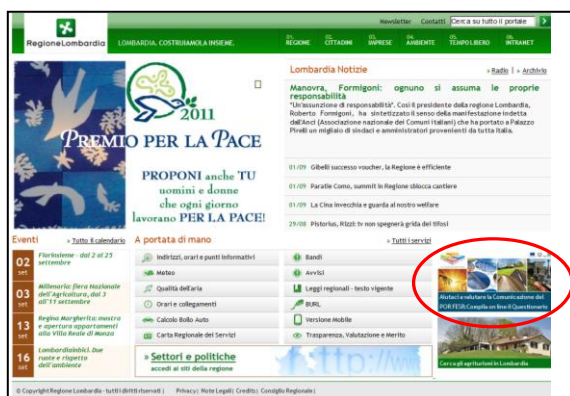 Newsletter Contatti Cerca su tutto il portale
RegioneLombardia
LOMBARDIA. COSTRUIAMOLA INSIEME.
01. REGIONE
02. CITTADINI
03. IMPRESE
04. AMBIENTE
05. TEMPO LIBERO
06. INTRANET
2011
PREMIO PER LA PACE
PROPONI anche TU
uomini e donne
che ogni giorno
lavorano PER LA PACE!
Lombardia Notizie
» Radio | » Archivio
Manovra, Formigoni: ognuno si assuma le proprie
responsabilità
"Un'assunzione di responsabilità". Così il presidente della regione Lombardia,
Roberto Formigoni, ha sintetizzato il senso della manifestazione indetta
dall'Anci (Associazione nazionale dei Comuni italiani) che ha portato a Palazzo
Pirelli un migliaio di sindaci e amministratori provenienti da tutta Italia.
01/09 Gibelli successo voucher, la Regione è efficiente
01/09 Paratie Como, summit in Regione sblocca cantiere
01/09 La Cina invecchia e guarda al nostro welfare
29/08 Pistorius, Rizzi: tv non spegnerà grida dei tifosi
Eventi
» Tutto il calendario
02 set
Florinsieme - dal 2 al 25
settembre
03 set
Millenaria: fiera Nazionale
dell'Agricoltura, dal 3
all'11 settembre
13 set
Regina Margherita: mostra
e apertura appartamenti
alla Villa Reale di Monza
16 set
Lombardiainbici. Due
ruote e rispetto
dell'ambiente
A portata di mano
» Tutti i servizi
Indirizzi, orari e punti informativi
Meteo
Qualità dell'aria
Orari e collegamenti
Calcolo Bollo Auto
Carta Regionale dei Servizi
Bandi
Avvisi
Leggi regionali - testo vigente
BURL
Versione Mobile
Trasparenza, Valutazione e Merito
» Settori e politiche
accedi ai siti della regione
http://
Aiutaci a valutare la Comunicazione del
POR FESR: Compila on line il Questionario
Cerca gli agriturismi in Lombardia
© Copyright Regione Lombardia - tutti i diritti riservati | Privacy | Note Legali | Credits | Consiglio Regionale |